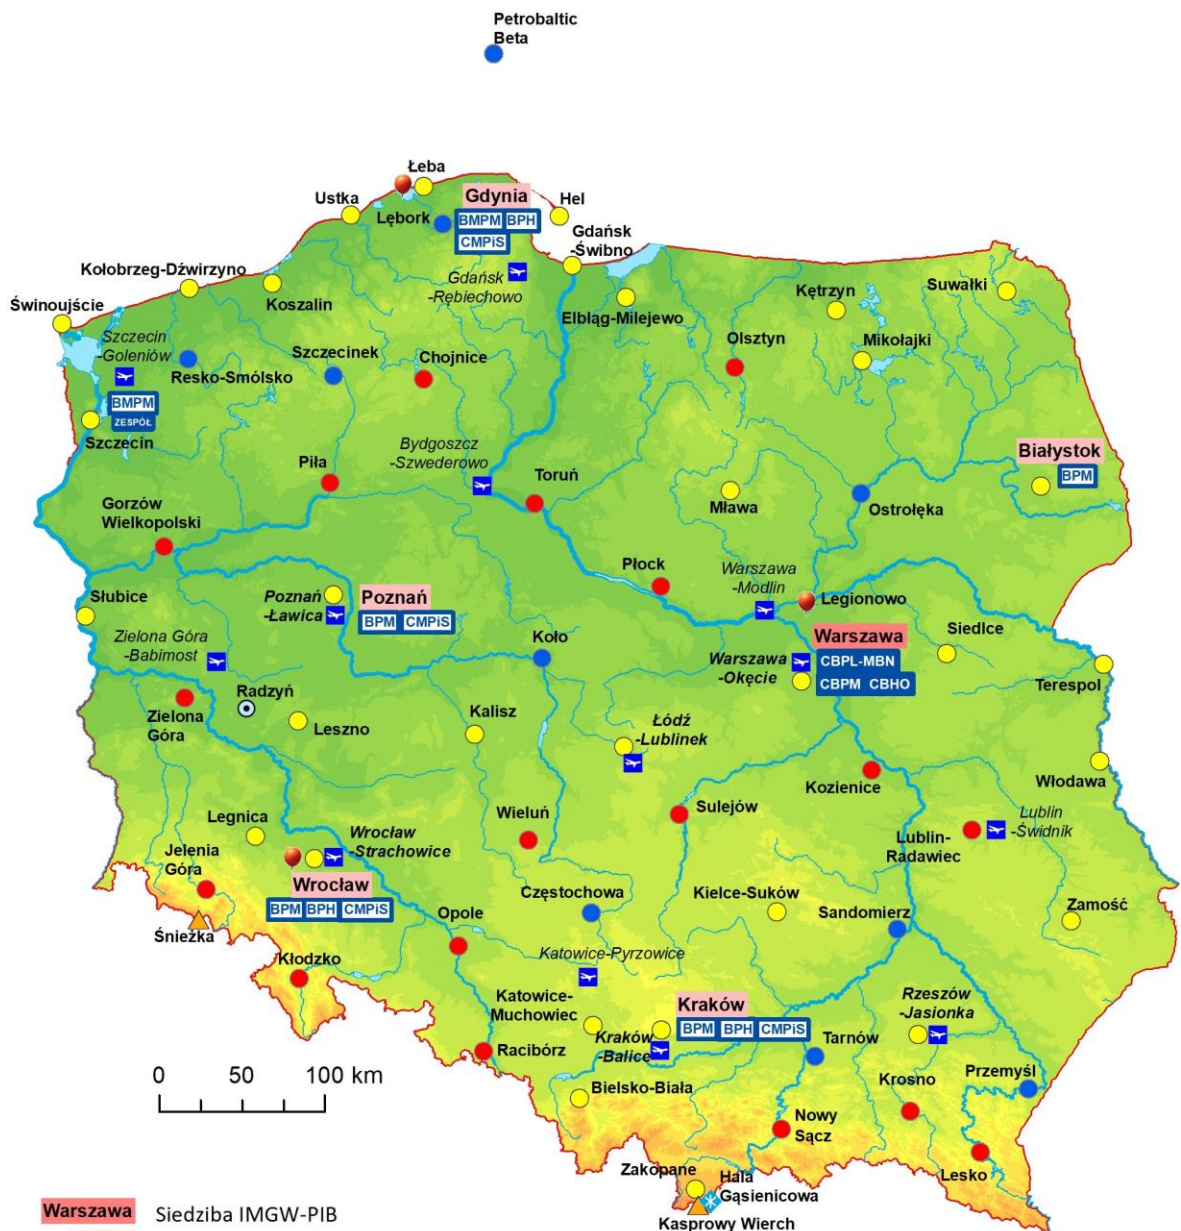 Petrobaltic
Beta
Łeba
Gdynia
Hel
Ustka
Lębork
BMPM BPH
CMPiS
Gdańsk
-Świbno
Kołobrzeg-Dźwirzyno
Gdańsk
-Rębiechowo
Koszalin
Elbląg-Milejewo
Kętrzyn
Suwałki
Świnoujście
Szczecin
-Goleniów
Resko-Smólsko
Szczecinek
Chojnice
Olsztyn
Mikołajki
BMPM
ZESPÓŁ
Szczecin
Bydgoszcz
-Szwederowo
Białystok
BPM
Piła
Toruń
Mława
Ostrołęka
Gorzów
Wielkopolski
Płock
Warszawa
-Modlin
Legionowo
Słubice
Poznań
-Ławica
Poznań
BPM CMPiS
Zielona Góra
-Babimost
Koło
Warszawa
Siedlce
Warszawa
-Okęcie
CBPL-MBN
CBPM CBHO
Terespol
Radzyń
Zielona
Góra
Leszno
Kalisz
Łódź
-Lublinek
Kozienice
Włodawa
Legnica
Wrocław
-Strachowice
Wieluń
Sulejów
Lublin
-Świdnik
Lublin-
Radawiec
Jelenia
Góra
Wrocław
BPM BPH CMPiS
Śnieżka
Opole
Częstochowa
Kielce-Suków
Sandomierz
Zamość
Kłodzko
Katowice-Pyrzowice
Katowice-
Muchowiec
Kraków
BPM BPH CMPiS
Rzeszów
-Jasionka
Racibórz
Kraków
-Balice
Tarnów
0 50 100 km
Bielsko-Biała
Krosno
Przemyśl
Nowy
Sącz
Lesko
Zakopane
Hala
Gąsienicowa
Kasprowy Wierch
Warszawa Siedziba IMGW-PIB